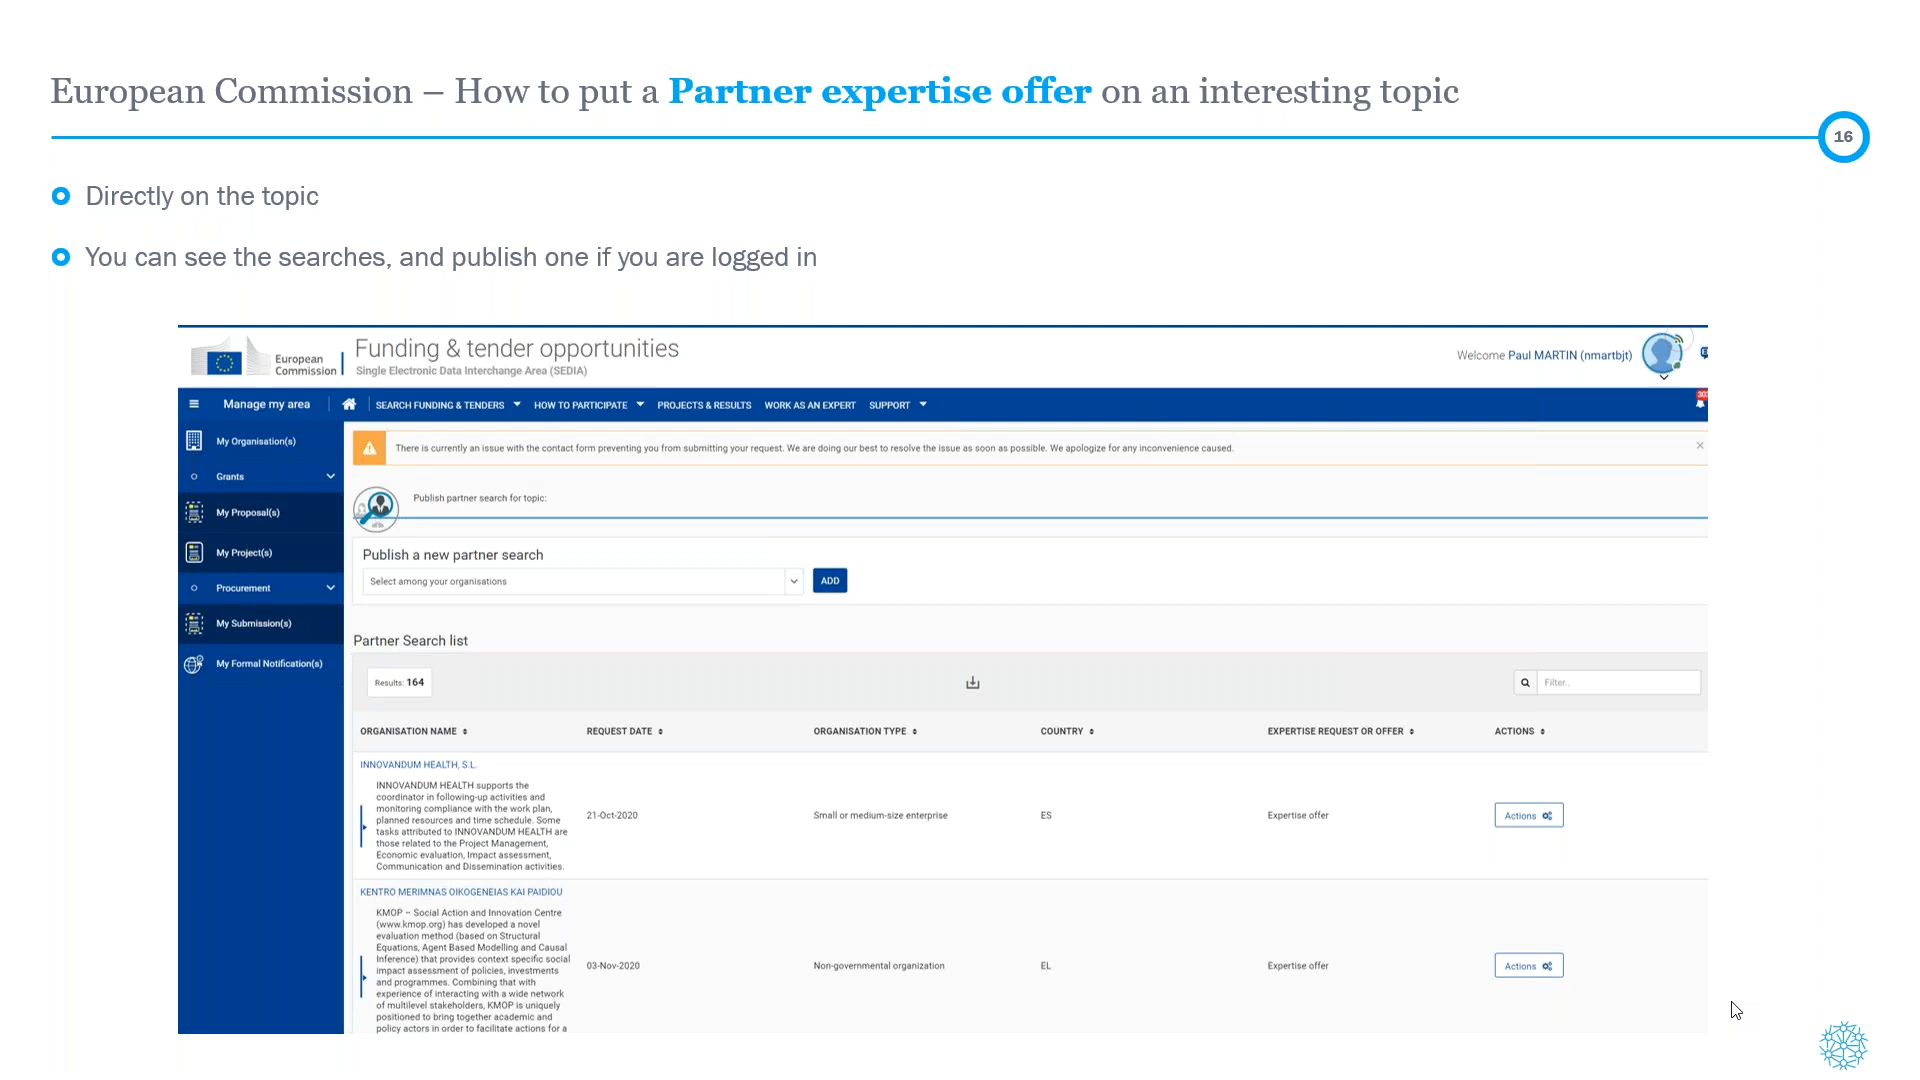 European Commission – How to put a Partner expertise offer on an interesting topic
16
Directly on the topic
You can see the searches, and publish one if you are logged in
European
Commission
Funding & tender opportunities
Single Electronic Data Interchange Area (SEDIA)
Welcome Paul MARTIN (nmartbjt)
Manage my area
SEARCH FUNDING & TENDERS
HOW TO PARTICIPATE
PROJECTS & RESULTS
WORK AS AN EXPERT
SUPPORT
My Organisation(s)
Grants
My Proposal(s)
My Project(s)
Procurement
My Submission(s)
My Formal Notification(s)
There is currently an issue with the contact form preventing you from submitting your request. We are doing our best to resolve the issue as soon as possible. We apologize for any inconvenience caused.
Publish partner search for topic:
Publish a new partner search
Select among your organisations
ADD
Partner Search list
Results: 164
Filter..
ORGANISATION NAME
REQUEST DATE
ORGANISATION TYPE
COUNTRY
EXPERTISE REQUEST OR OFFER
ACTIONS
INNOVANDUM HEALTH, S.L.
INNOVANDUM HEALTH supports the
coordinator in following-up activities and
monitoring compliance with the work plan,
planned resources and time schedule. Some
tasks attributed to INNOVANDUM HEALTH are
those related to the Project Management,
Economic evaluation, Impact assessment,
Communication and Dissemination activities.
21-Oct-2020
Small or medium-size enterprise
ES
Expertise offer
Actions
KENTRO MERIMNAS OIKOGENEIAS KAI PAIDIOU
KMOP – Social Action and Innovation Centre
(www.kmop.org) has developed a novel
evaluation method (based on Structural
Equations, Agent Based Modelling and Causal
Inference) that provides context specific social
impact assessment of policies, investments
and programmes. Combining that with
experience of interacting with a wide network
of multilevel stakeholders, KMOP is uniquely
positioned to bring together academic and
policy actors in order to facilitate actions for a
03-Nov-2020
Non-governmental organization
EL
Expertise offer
Actions